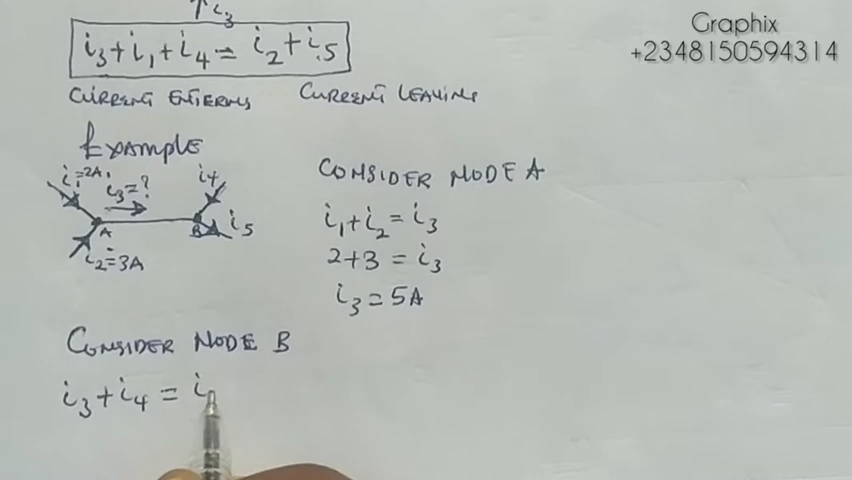 Graphix
+2348150594314
i3
i3+i1+i4 = i2+i5
CURRENT ENTERING CURRENT LEAVING
Example
i1=2A
i3=?
i4
A
B
i5
i2=3A
CONSIDER NODE A
i1+i2 = i3
2+3 = i3
i3 = 5A
CONSIDER NODE B
i3+i4 = i